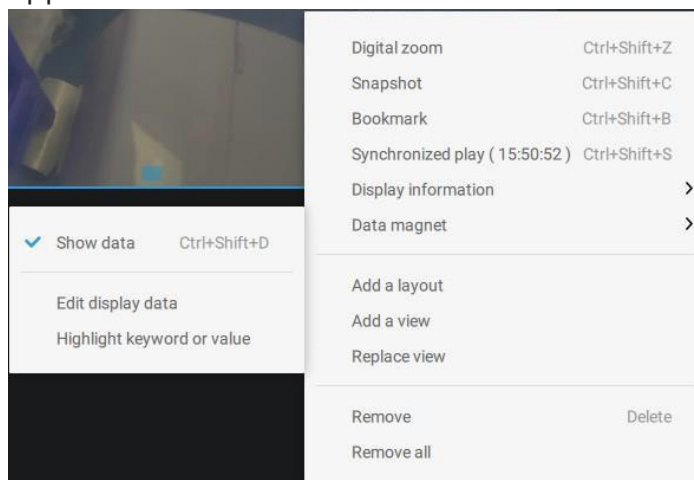 Digital zoom Ctrl+Shift+Z
Snapshot Ctrl+Shift+C
Bookmark Ctrl+Shift+B
Synchronized play ( 15:50:52 ) Ctrl+Shift+S
Display information
Data magnet
Show data Ctrl+Shift+D
Edit display data
Highlight keyword or value
Add a layout
Add a view
Replace view
Remove Delete
Remove all